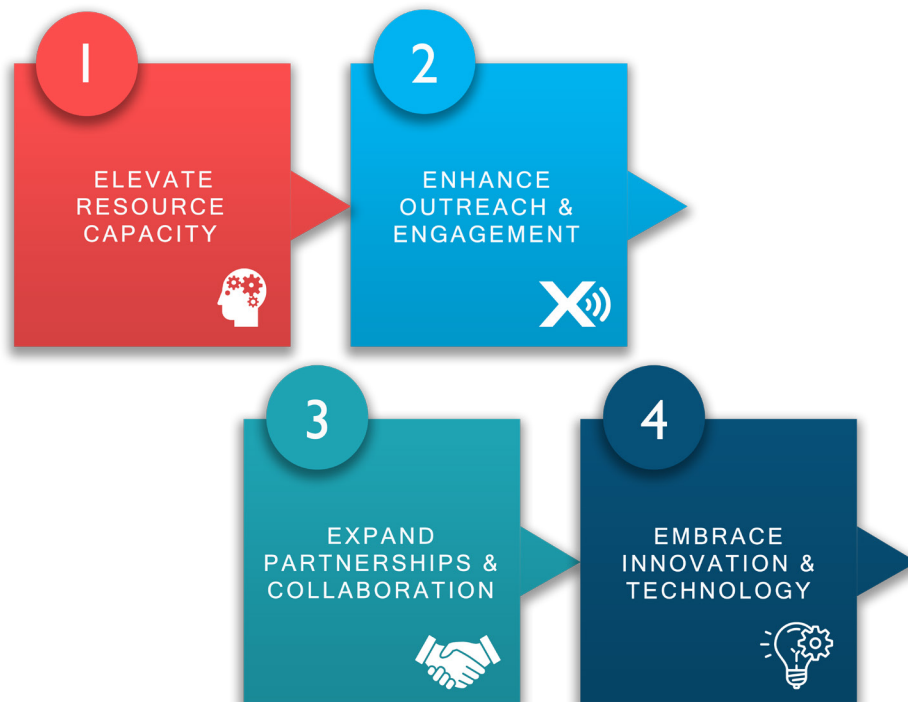 1
ELEVATE
RESOURCE
CAPACITY
2
ENHANCE
OUTREACH &
ENGAGEMENT
X
3
EXPAND
PARTNERSHIPS &
COLLABORATION
4
EMBRACE
INNOVATION &
TECHNOLOGY